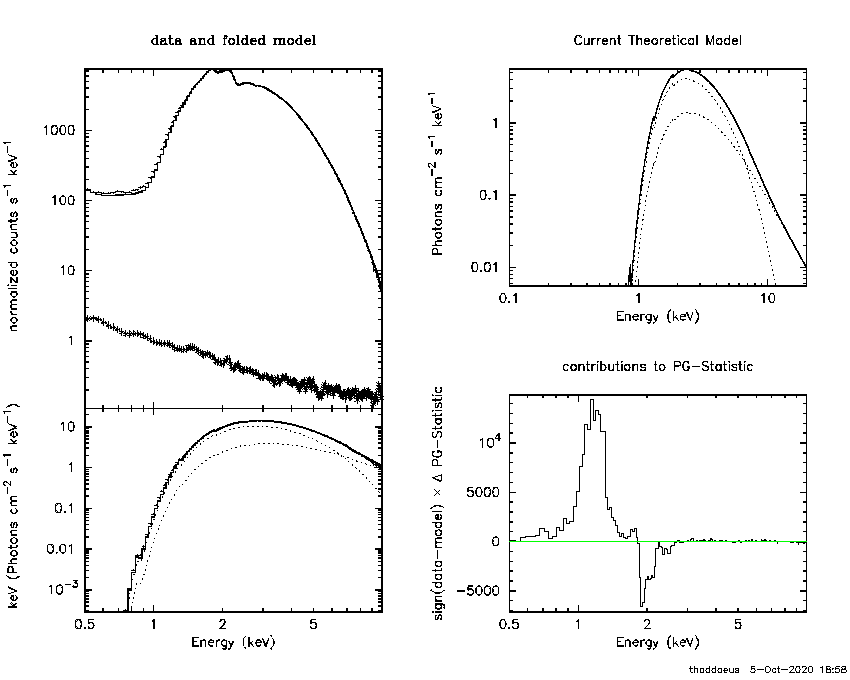 data and folded model
normalized counts s⁻¹ keV⁻¹
1000
100
10
1
keV (Photons cm⁻² s⁻¹ keV⁻¹)
10
1
0.1
0.01
10⁻³
0.5 1 2 5
Energy (keV)
Current Theoretical Model
Photons cm⁻² s⁻¹ keV⁻¹
1
0.1
0.01
0.1 1 10
Energy (keV)
contributions to PG-Statistic
sign(data-model) × Δ PG-Statistic
10⁴
5000
0
-5000
0.5 1 2 5
Energy (keV)
thaddaeus 5-Oct-2020 18:58